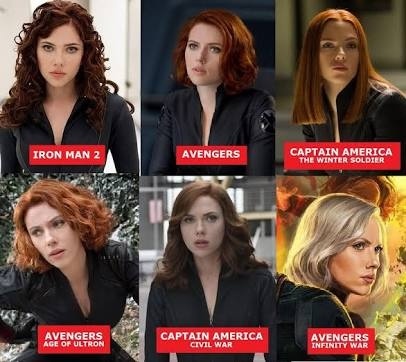 IRON MAN 2
AVENGERS
CAPTAIN AMERICA
THE WINTER SOLDIER
AVENGERS
AGE OF ULTRON
CAPTAIN AMERICA
CIVIL WAR
AVENGERS
INFINITY WAR